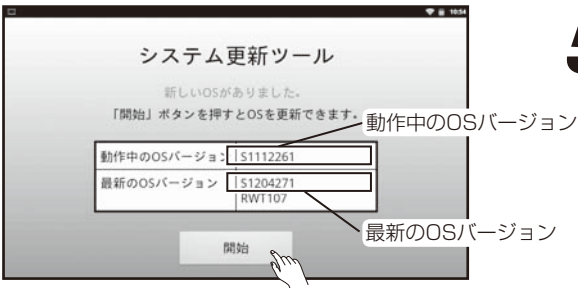 10:54
システム更新ツール
新しいOSがありました。
「開始」ボタンを押すとOSを更新できます。
動作中のOSバージョン
動作中のOSバージョ
S1112261
最新のOSバージョン
S1204271
RWT107
最新のOSバージョン
開始